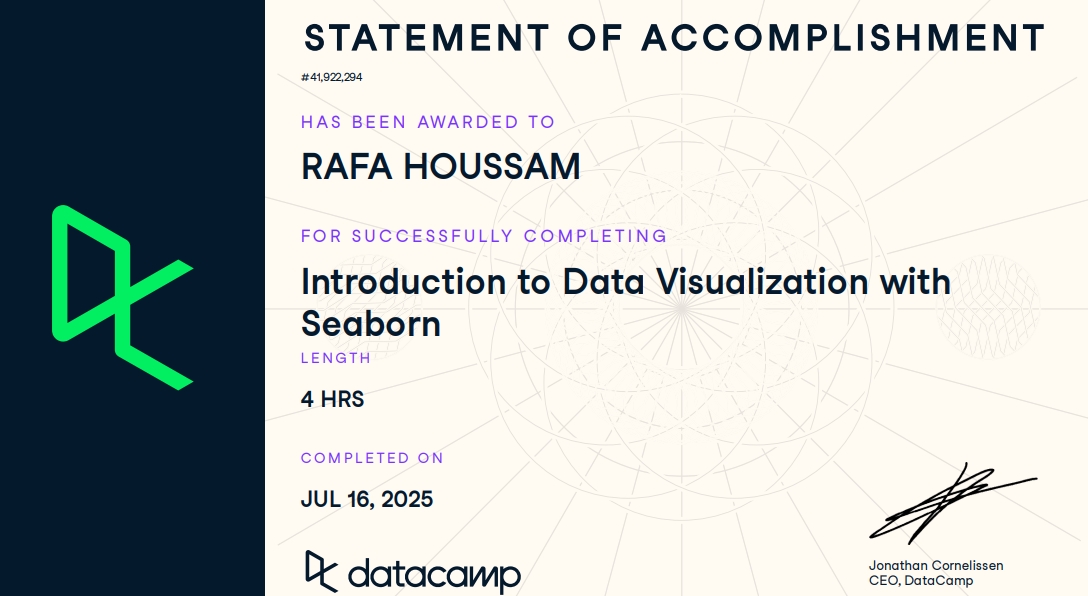 STATEMENT OF ACCOMPLISHMENT
#41,922,294
HAS BEEN AWARDED TO
RAFA HOUSSAM
FOR SUCCESSFULLY COMPLETING
Introduction to Data Visualization with
Seaborn
LENGTH
4 HRS
COMPLETED ON
JUL 16, 2025
datacamp
Jonathan Cornelissen
CEO, DataCamp